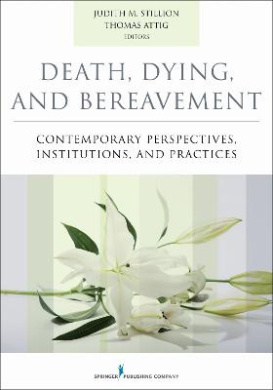 JUDITH M. STILLION
THOMAS ATTIG
EDITORS
DEATH, DYING,
AND BEREAVEMENT
CONTEMPORARY PERSPECTIVES,
INSTITUTIONS, AND PRACTICES
SPRINGER PUBLISHING COMPANY